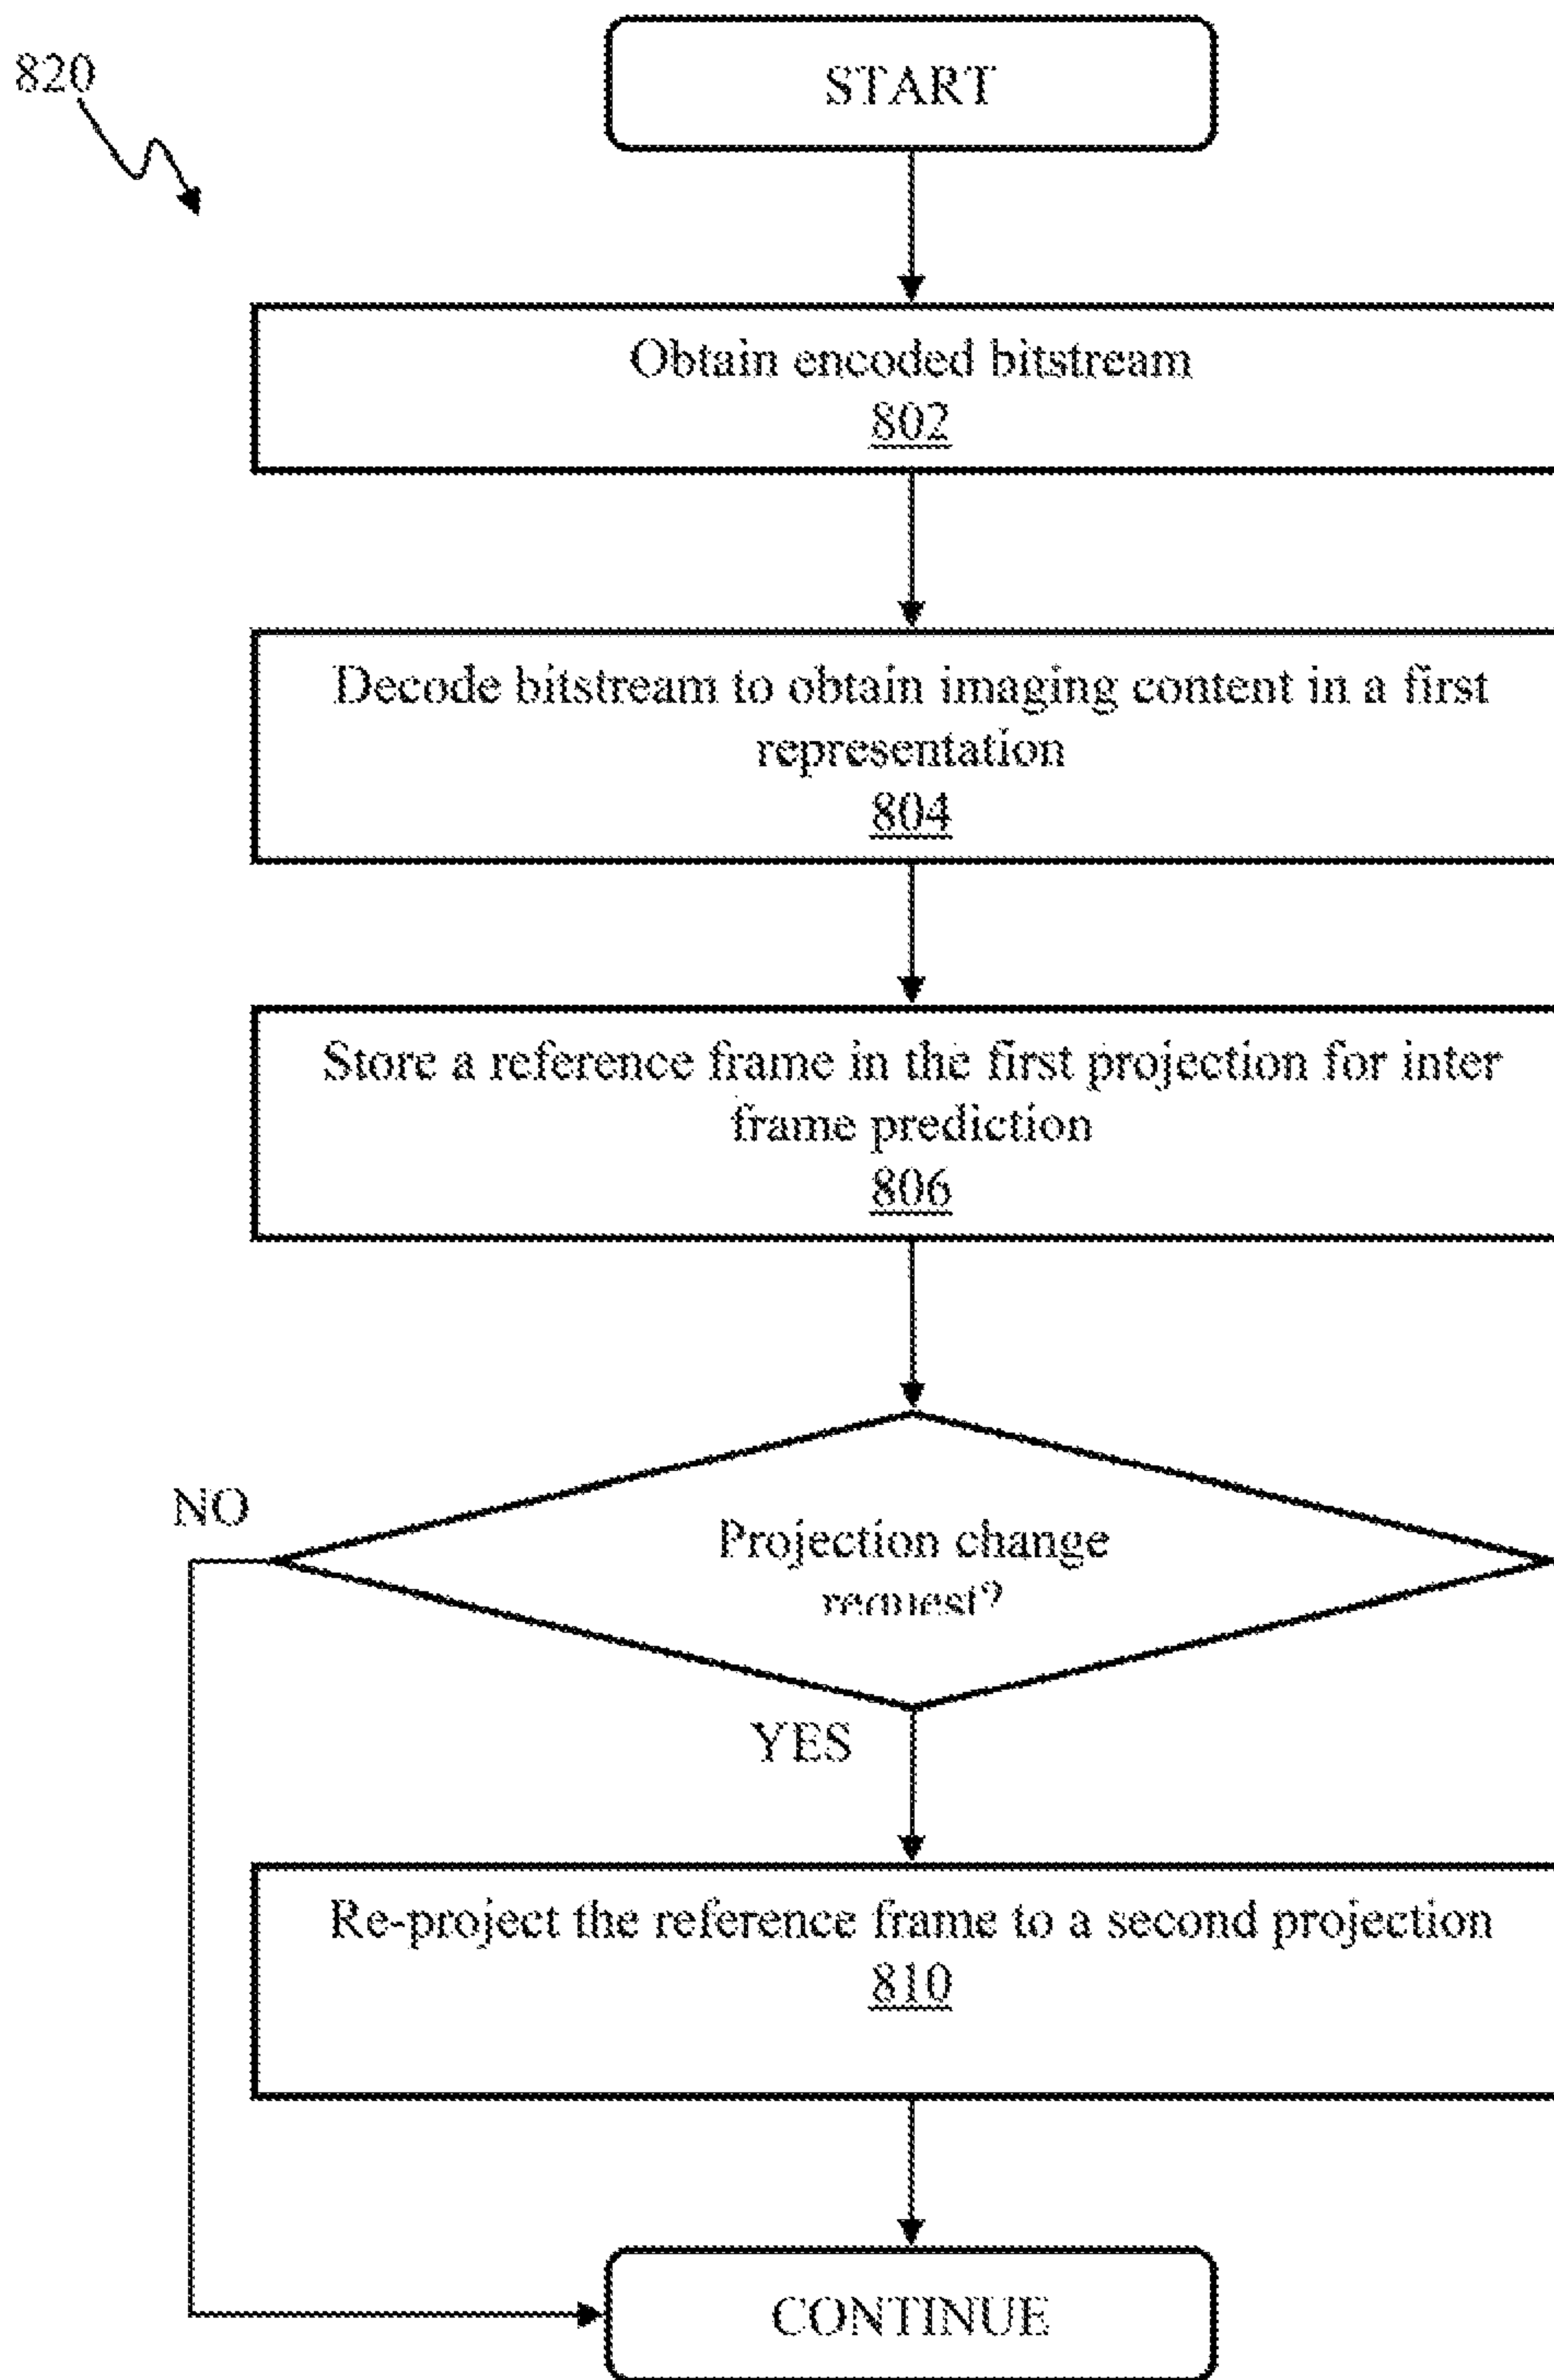 820
START
Obtain encoded bitstream
802
Decode bitstream to obtain imaging content in a first
representation
804
Store a reference frame in the first projection for inter
frame prediction
806
NO
Projection change
request?
YES
Re-project the reference frame to a second projection
810
CONTINUE